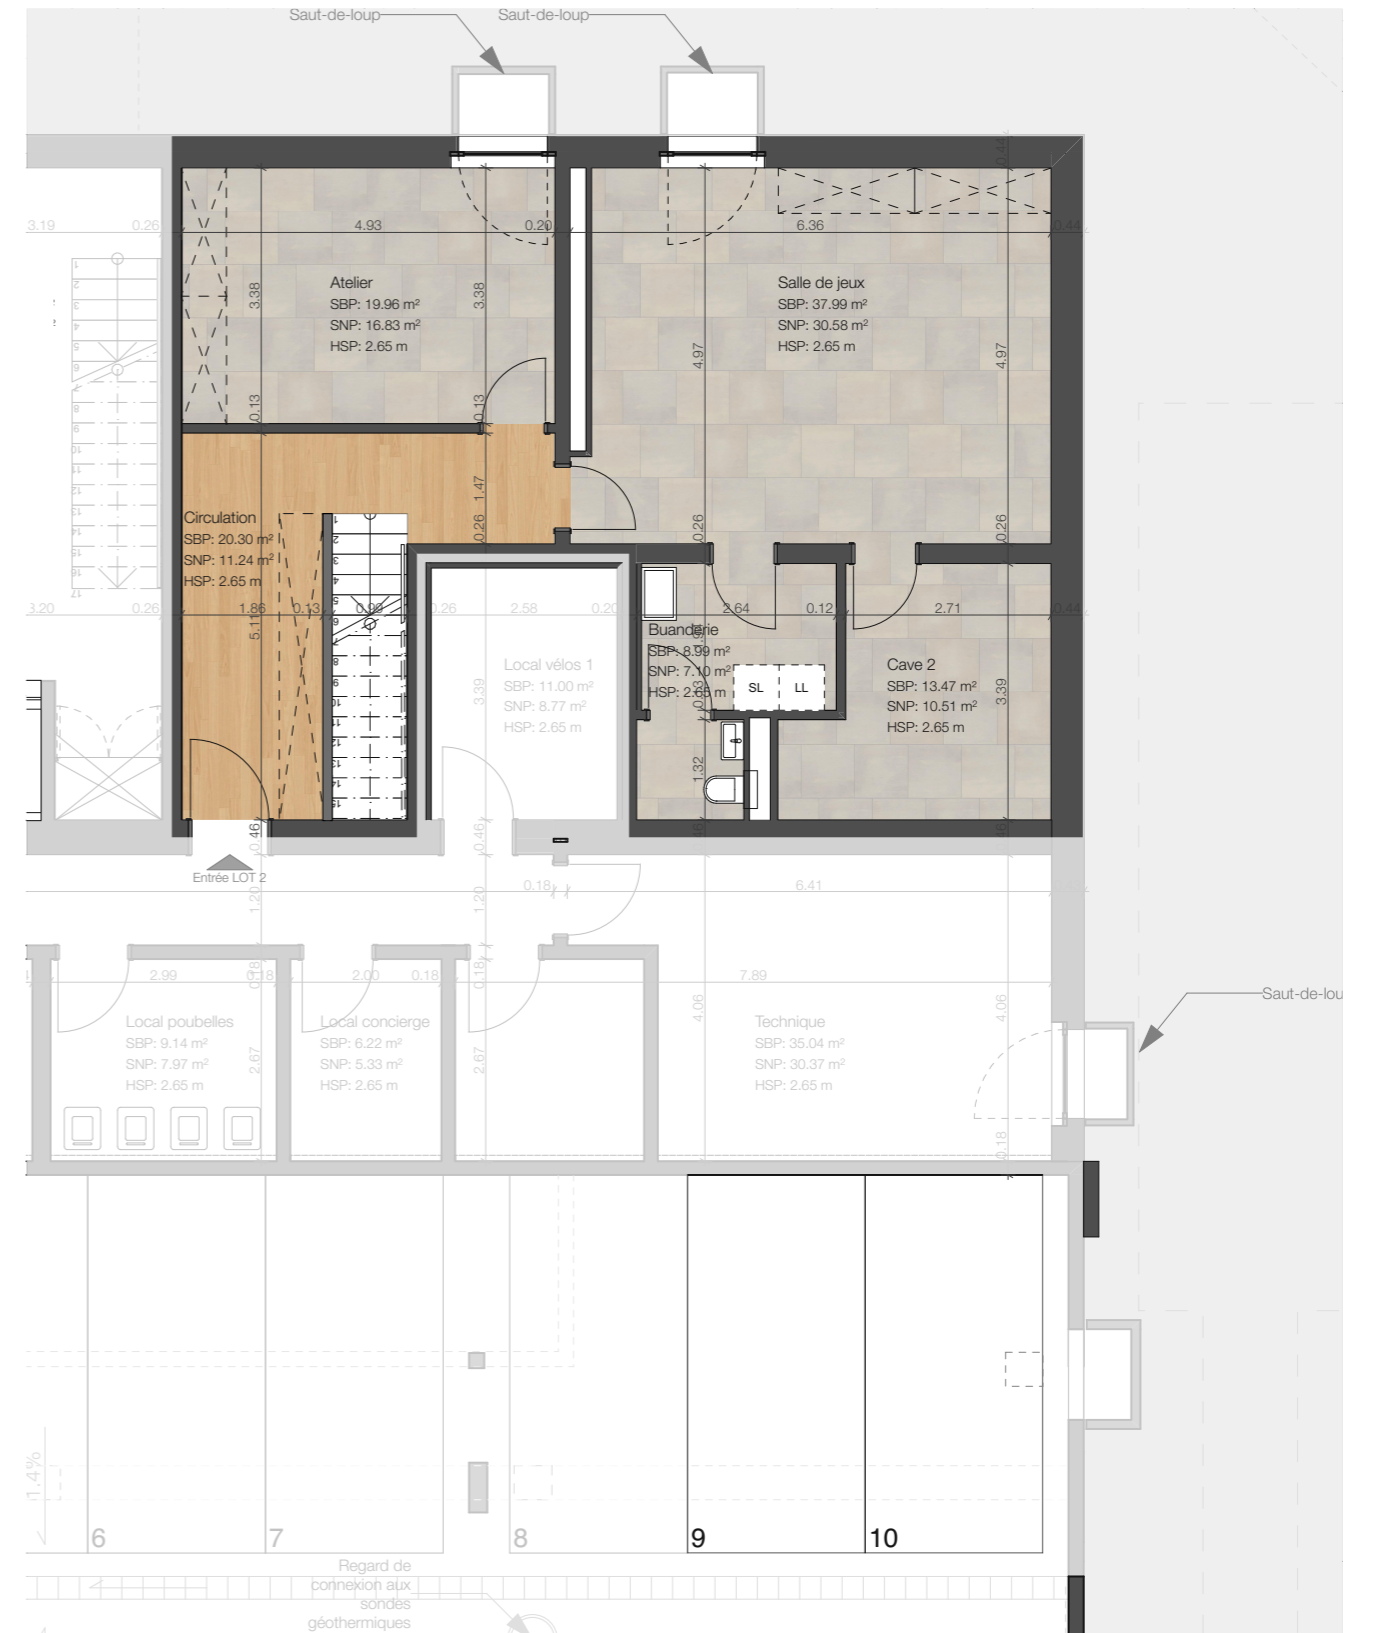 Saut-de-loup
Saut-de-loup
0.44
3.19
0.26
4.93
0.20
6.36
0.44
Atelier
SBP: 19.96 m²
SNP: 16.83 m²
HSP: 2.65 m
Salle de jeux
SBP: 37.99 m²
SNP: 30.58 m²
HSP: 2.65 m
3.38
3.38
4.97
4.97
0.13
0.13
1.47
0.26
0.26
0.26
Circulation
SBP: 20.30 m²
SNP: 11.24 m²
HSP: 2.65 m
3.20
0.26
1.86
0.13
0.99
0.26
2.58
0.20
2.64
0.12
2.71
0.44
5.11
Buanderie
SBP: 8.99 m²
SNP: 7.10 m²
HSP: 2.65 m
SL
LL
Local vélos 1
SBP: 11.00 m²
SNP: 8.77 m²
HSP: 2.65 m
3.39
Cave 2
SBP: 13.47 m²
SNP: 10.51 m²
HSP: 2.65 m
3.39
1.32
0.46
0.46
Entrée LOT 2
1.20
1.20
0.18
6.41
2.99
0.18
0.18
2.00
0.18
0.18
7.89
4.06
4.06
Saut-de-lou
Local poubelles
SBP: 9.14 m²
SNP: 7.97 m²
HSP: 2.65 m
2.67
Local concierge
SBP: 6.22 m²
SNP: 5.33 m²
HSP: 2.65 m
2.67
Technique
SBP: 35.04 m²
SNP: 30.37 m²
HSP: 2.65 m
0.18
1.4%
6
7
8
9
10
Regard de
connexion aux
sondes
géothermiques